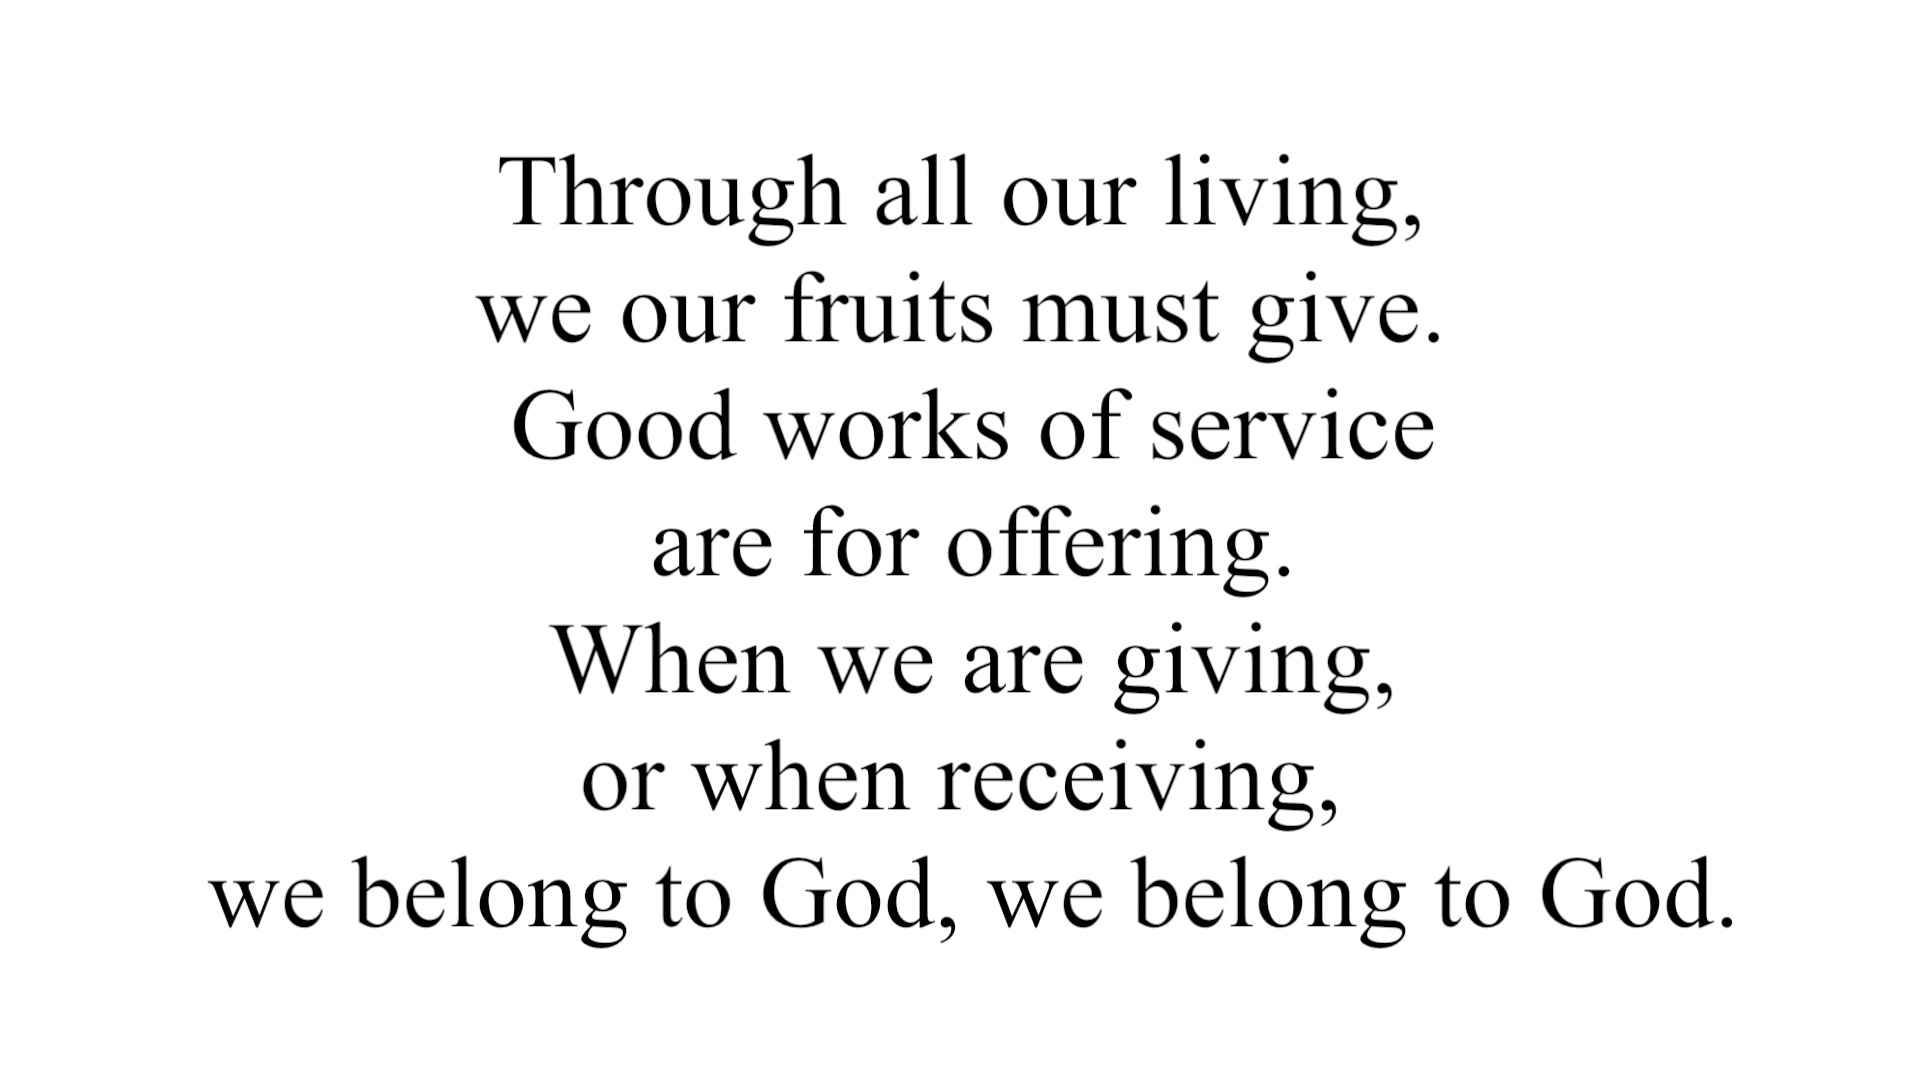 Through all our living,
we our fruits must give.
Good works of service
are for offering.
When we are giving,
or when receiving,
we belong to God, we belong to God.